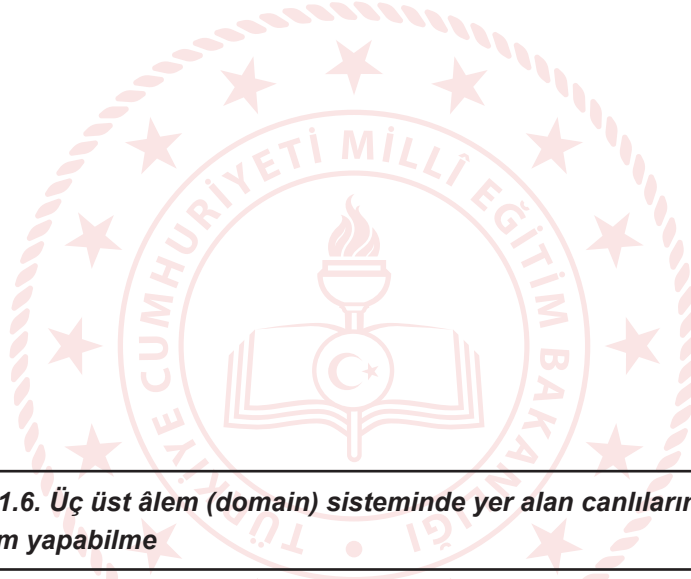 TÜRKİYE CUMHURİYETİ MİLLÎ EĞİTİM BAKANLIĞI
1.6. Üç üst âlem (domain) sisteminde yer alan canlıların
m yapabilme